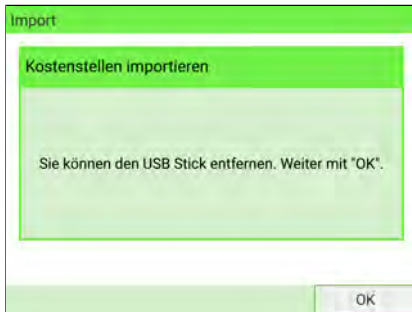 Import
Kostenstellen importieren
Sie können den USB Stick entfernen. Weiter mit "OK".
OK